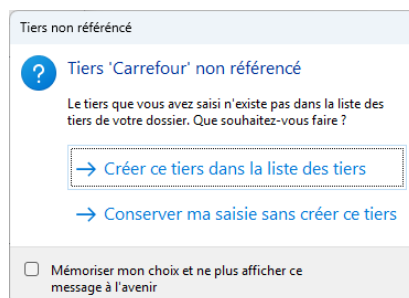 Tiers non référéncé
Tiers 'Carrefour' non référencé
Le tiers que vous avez saisi n'existe pas dans la liste des
tiers de votre dossier. Que souhaitez-vous faire ?
→ Créer ce tiers dans la liste des tiers
→ Conserver ma saisie sans créer ce tiers
Mémoriser mon choix et ne plus afficher ce
message à l'avenir